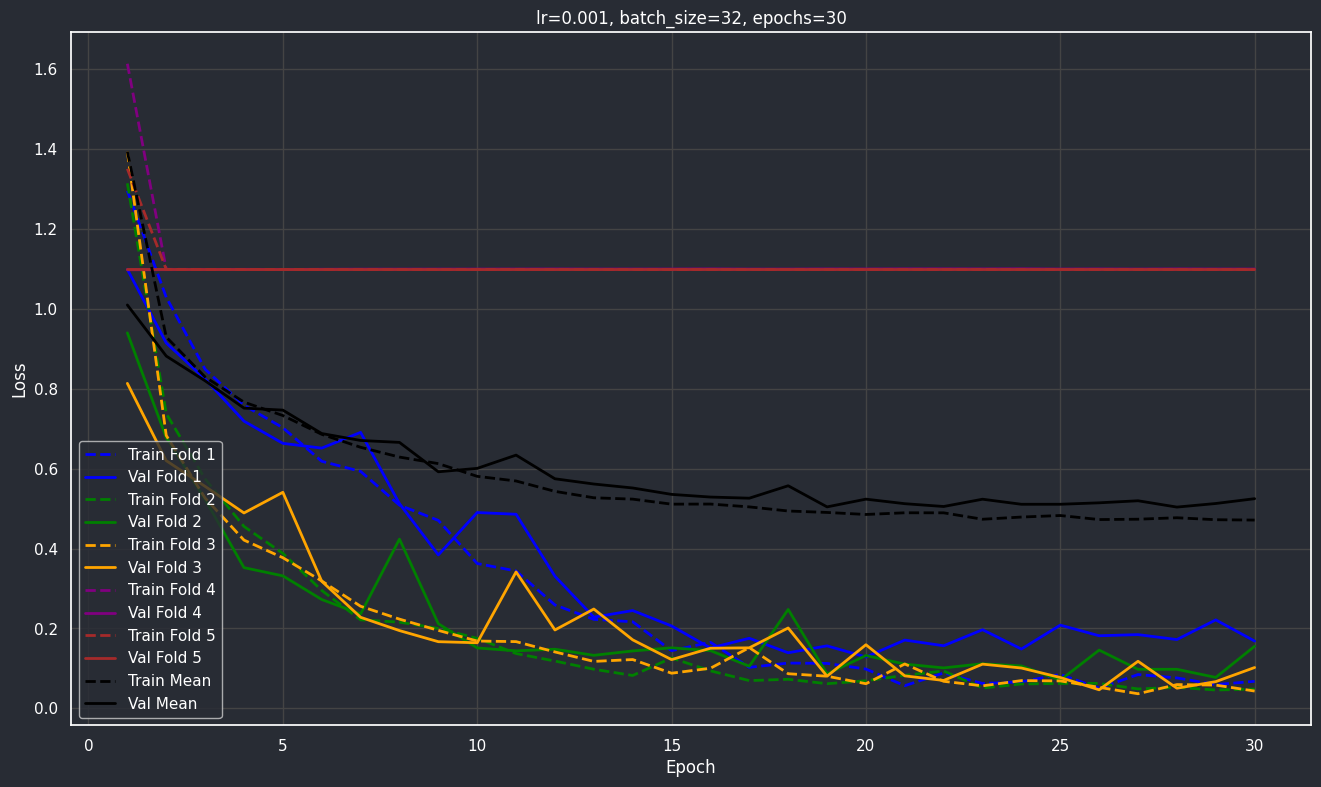 lr=0.001, batch_size=32, epochs=30
1.6
1.4
1.2
1.0
0.8
0.6
0.4
0.2
0.0
Loss
Train Fold 1
Val Fold 1
Train Fold 2
Val Fold 2
Train Fold 3
Val Fold 3
Train Fold 4
Val Fold 4
Train Fold 5
Val Fold 5
Train Mean
Val Mean
0 5 10 15 20 25 30
Epoch